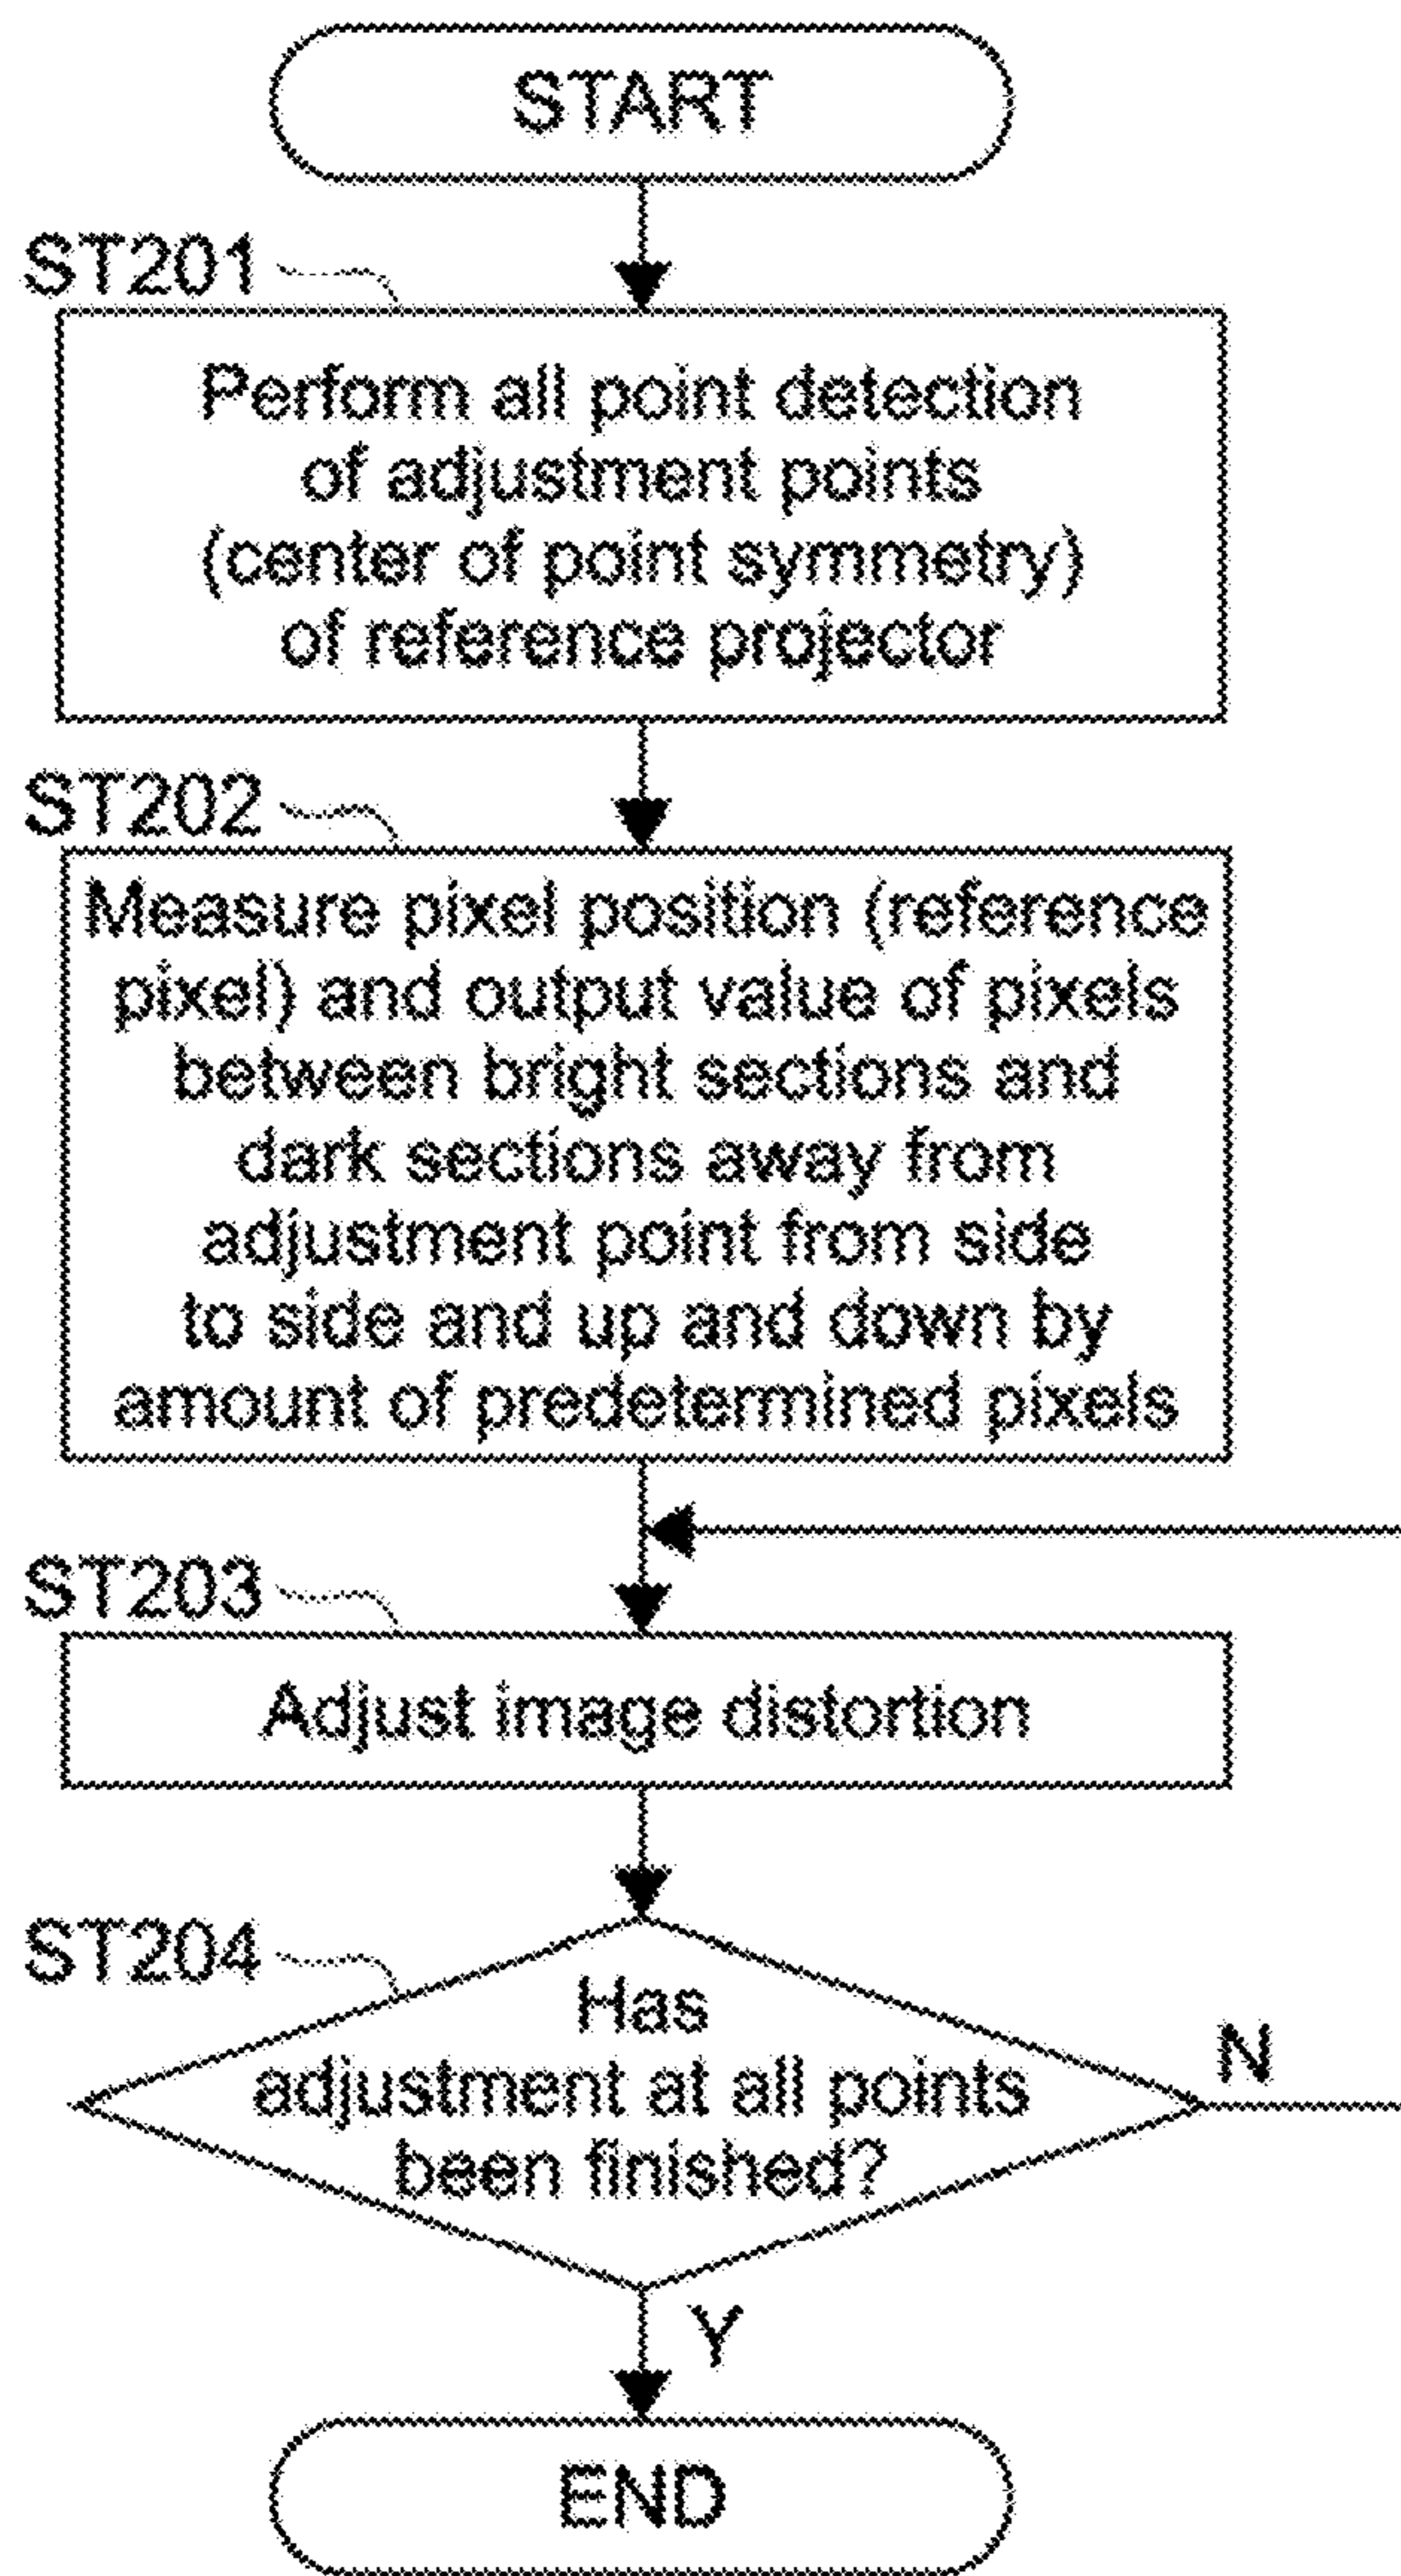 START
ST201
Perform all point detection
of adjustment points
(center of point symmetry)
of reference projector
ST202
Measure pixel position (reference
pixel) and output value of pixels
between bright sections and
dark sections away from
adjustment point from side
to side and up and down by
amount of predetermined pixels
ST203
Adjust image distortion
ST204
Has
adjustment at all points
been finished?
N
Y
END